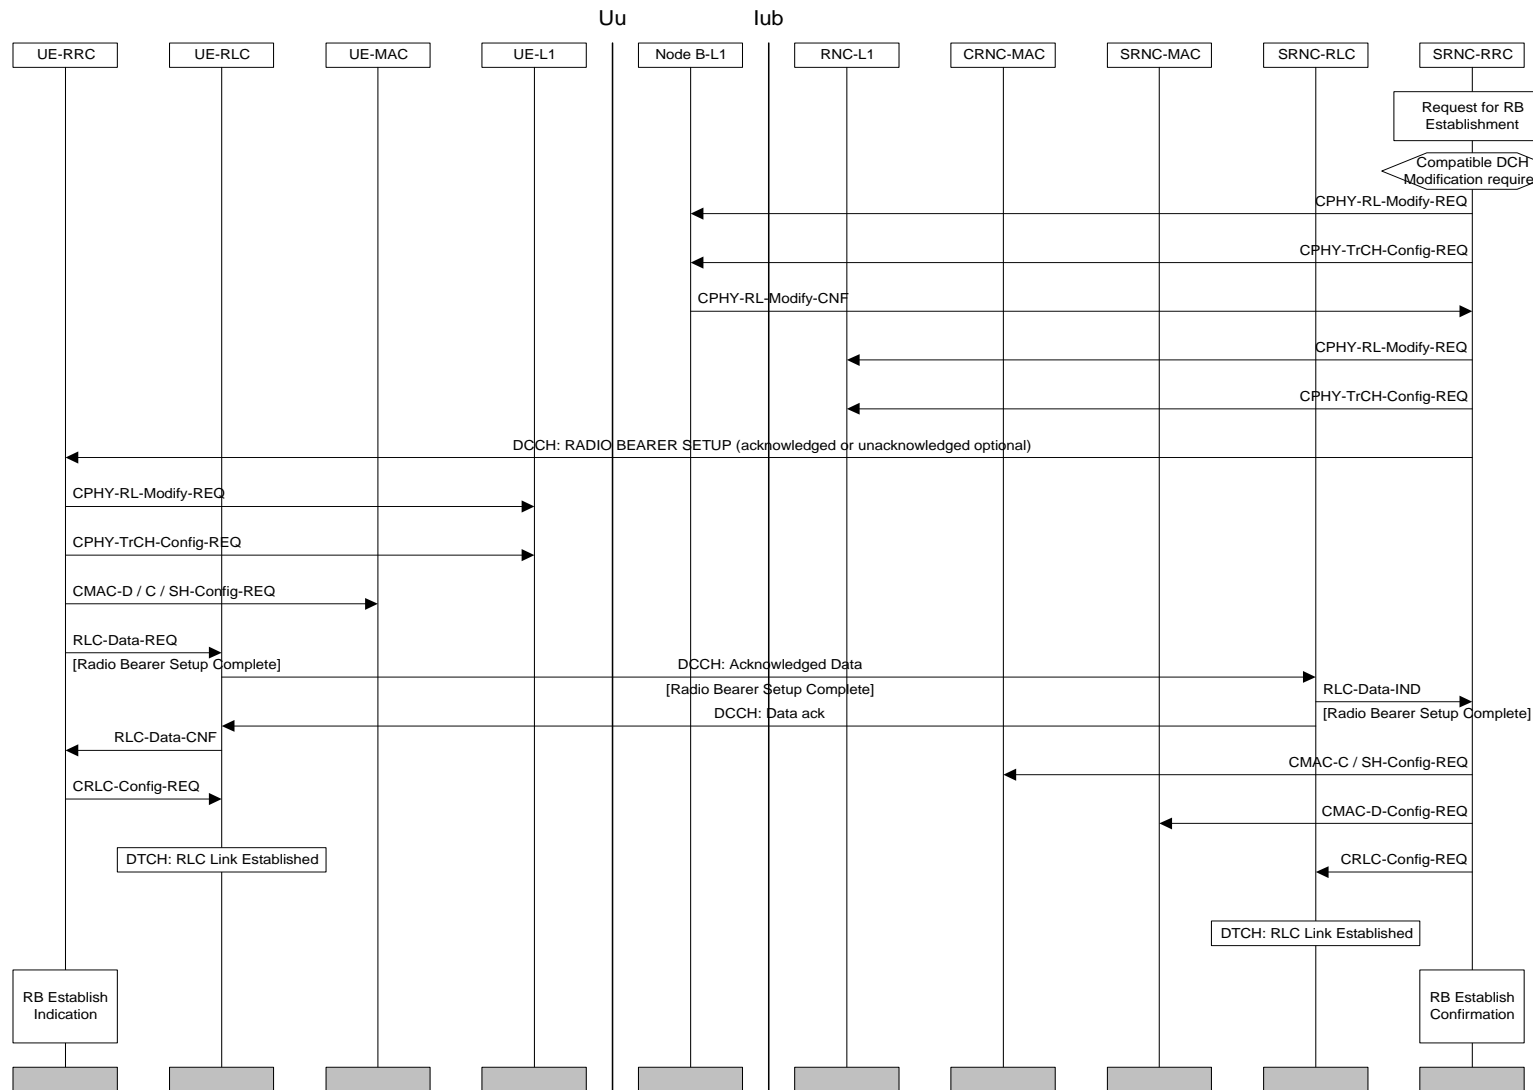 Uu
Iub
UE-RRC
UE-RLC
UE-MAC
UE-L1
Node B-L1
RNC-L1
CRNC-MAC
SRNC-MAC
SRNC-RLC
SRNC-RRC
Request for RB
Establishment
Compatible DCH
Modification require
CPHY-RL-Modify-REQ
CPHY-TrCH-Config-REQ
CPHY-RL-Modify-CNF
CPHY-RL-Modify-REQ
CPHY-TrCH-Config-REQ
DCCH: RADIO BEARER SETUP (acknowledged or unacknowledged optional)
CPHY-RL-Modify-REQ
CPHY-TrCH-Config-REQ
CMAC-D / C / SH-Config-REQ
RLC-Data-REQ
[Radio Bearer Setup Complete]
DCCH: Acknowledged Data
[Radio Bearer Setup Complete]
RLC-Data-IND
[Radio Bearer Setup Complete]
DCCH: Data ack
RLC-Data-CNF
CMAC-C / SH-Config-REQ
CRLC-Config-REQ
CMAC-D-Config-REQ
DTCH: RLC Link Established
CRLC-Config-REQ
DTCH: RLC Link Established
RB Establish
Indication
RB Establish
Confirmation